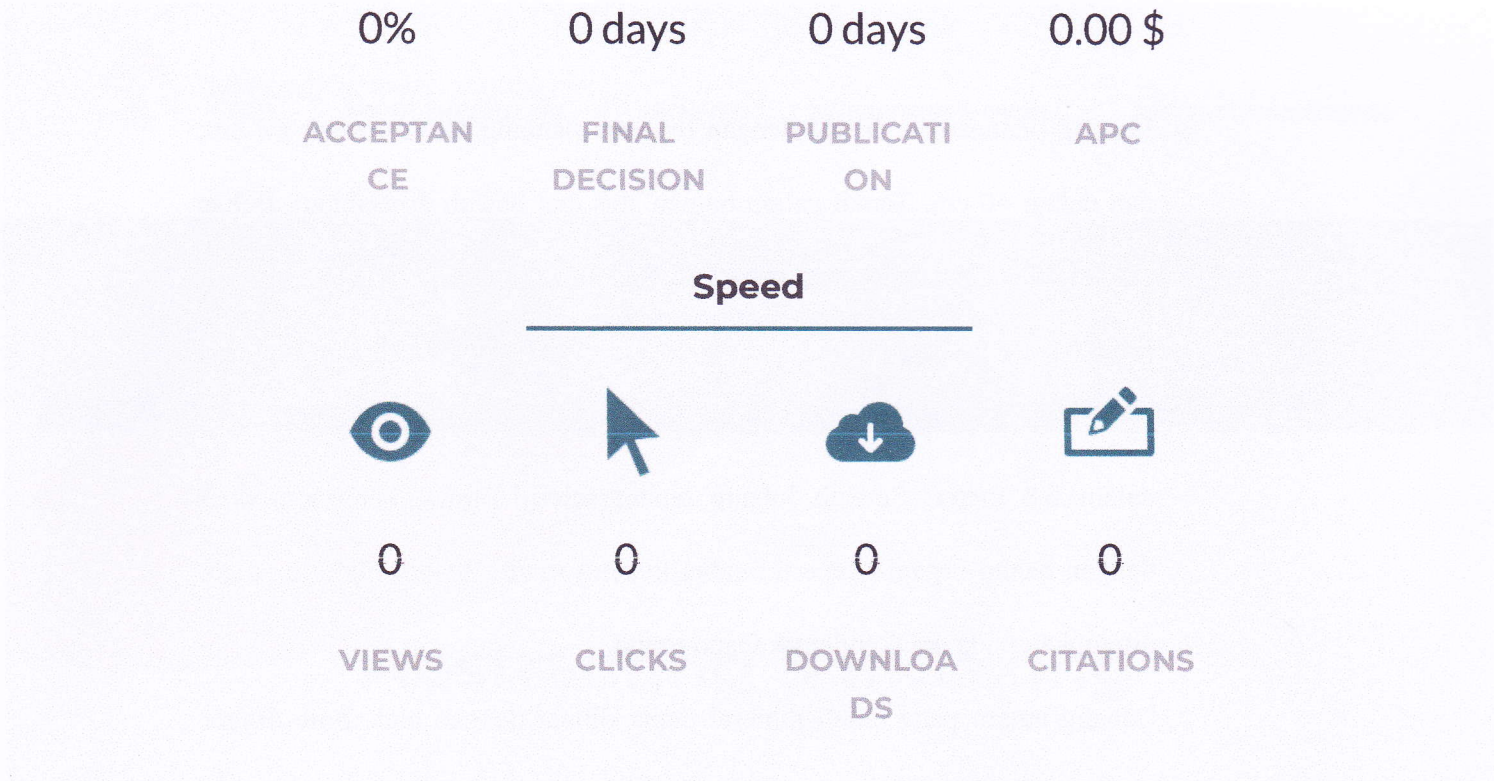 0% 0 days 0 days 0.00 $
ACCEPTAN FINAL PUBLICATI APC
CE DECISION ON
Speed
0 0 0 0
VIEWS CLICKS DOWNLOA CITATIONS
DS